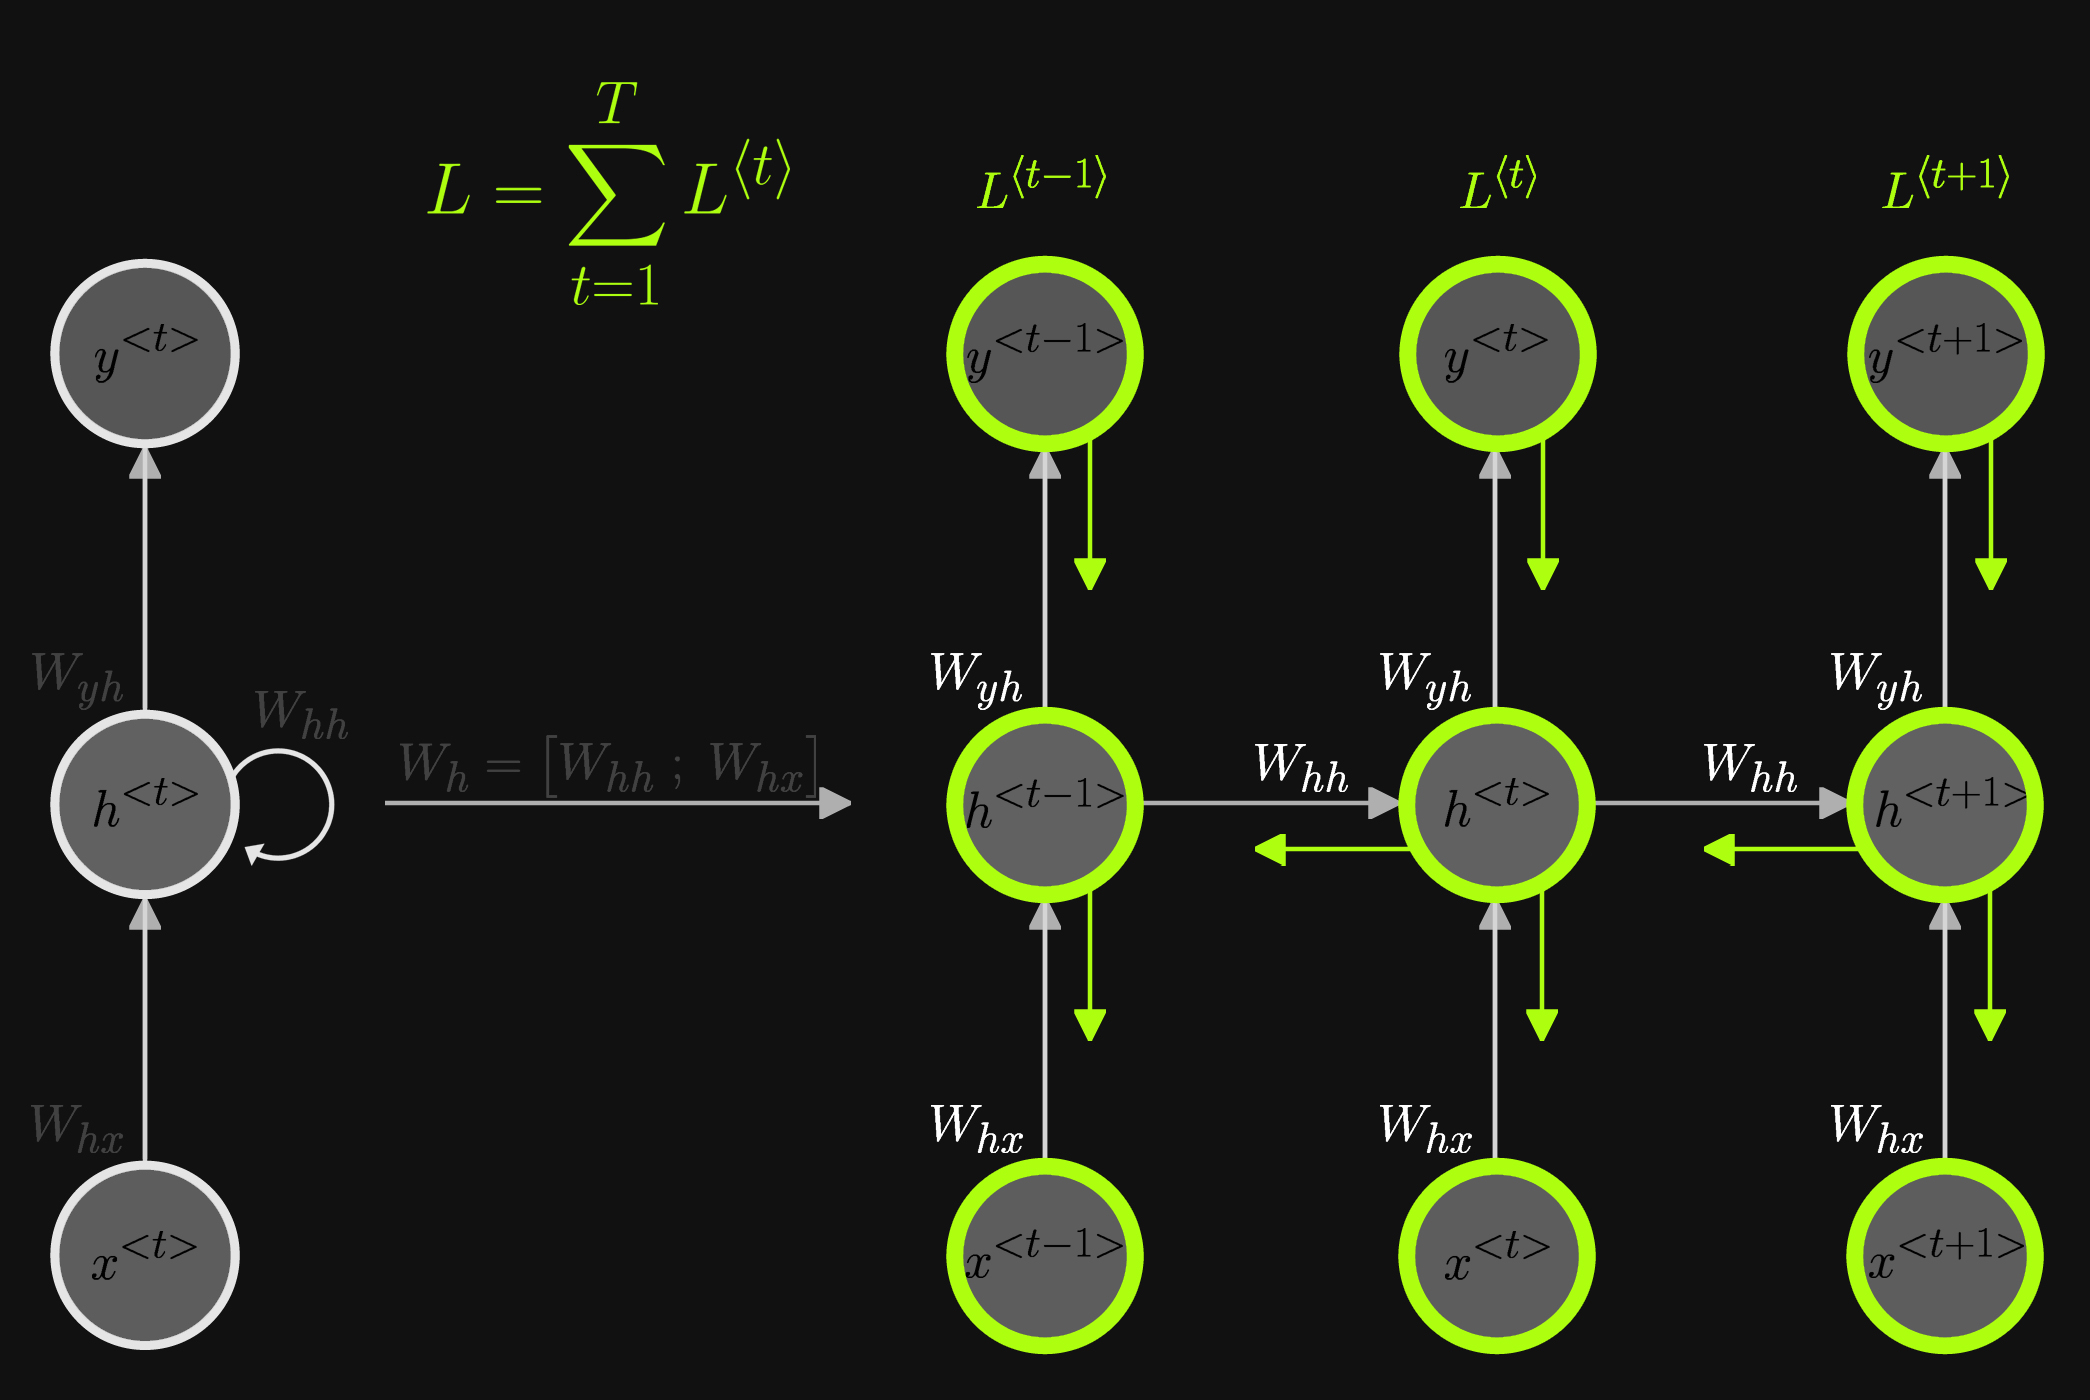 L = \sum_{t=1}^{T} L^{\langle t \rangle}
L^{\langle t-1 \rangle}
L^{\langle t \rangle}
L^{\langle t+1 \rangle}
y^{<t>}
y^{<t-1>}
y^{<t>}
y^{<t+1>}
W_{yh}
W_{hh}
W_{yh}
W_{yh}
W_{yh}
W_h = [W_{hh} ; W_{hx}]
W_{hh}
W_{hh}
h^{<t>}
h^{<t-1>}
h^{<t>}
h^{<t+1>}
W_{hx}
W_{hx}
W_{hx}
W_{hx}
x^{<t>}
x^{<t-1>}
x^{<t>}
x^{<t+1>}